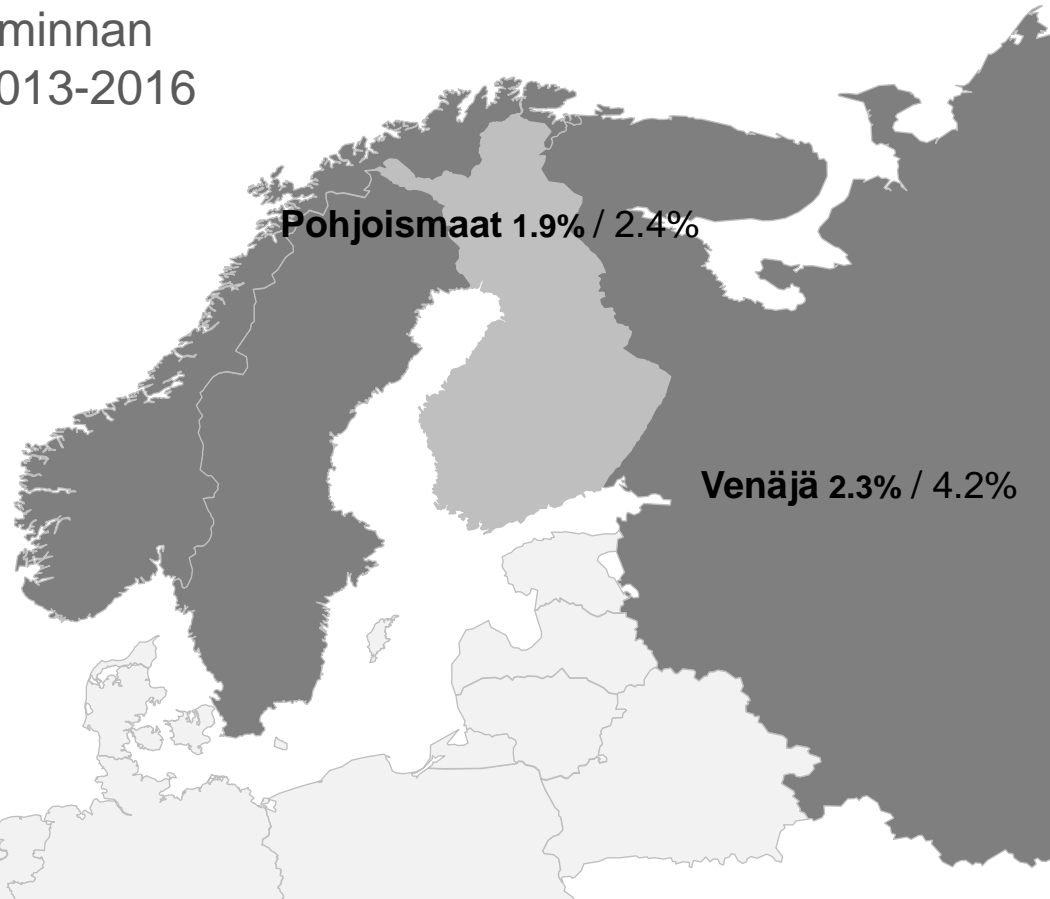 minnan
013-2016
Pohjoismaat 1.9% / 2.4%
Venäjä 2.3% / 4.2%